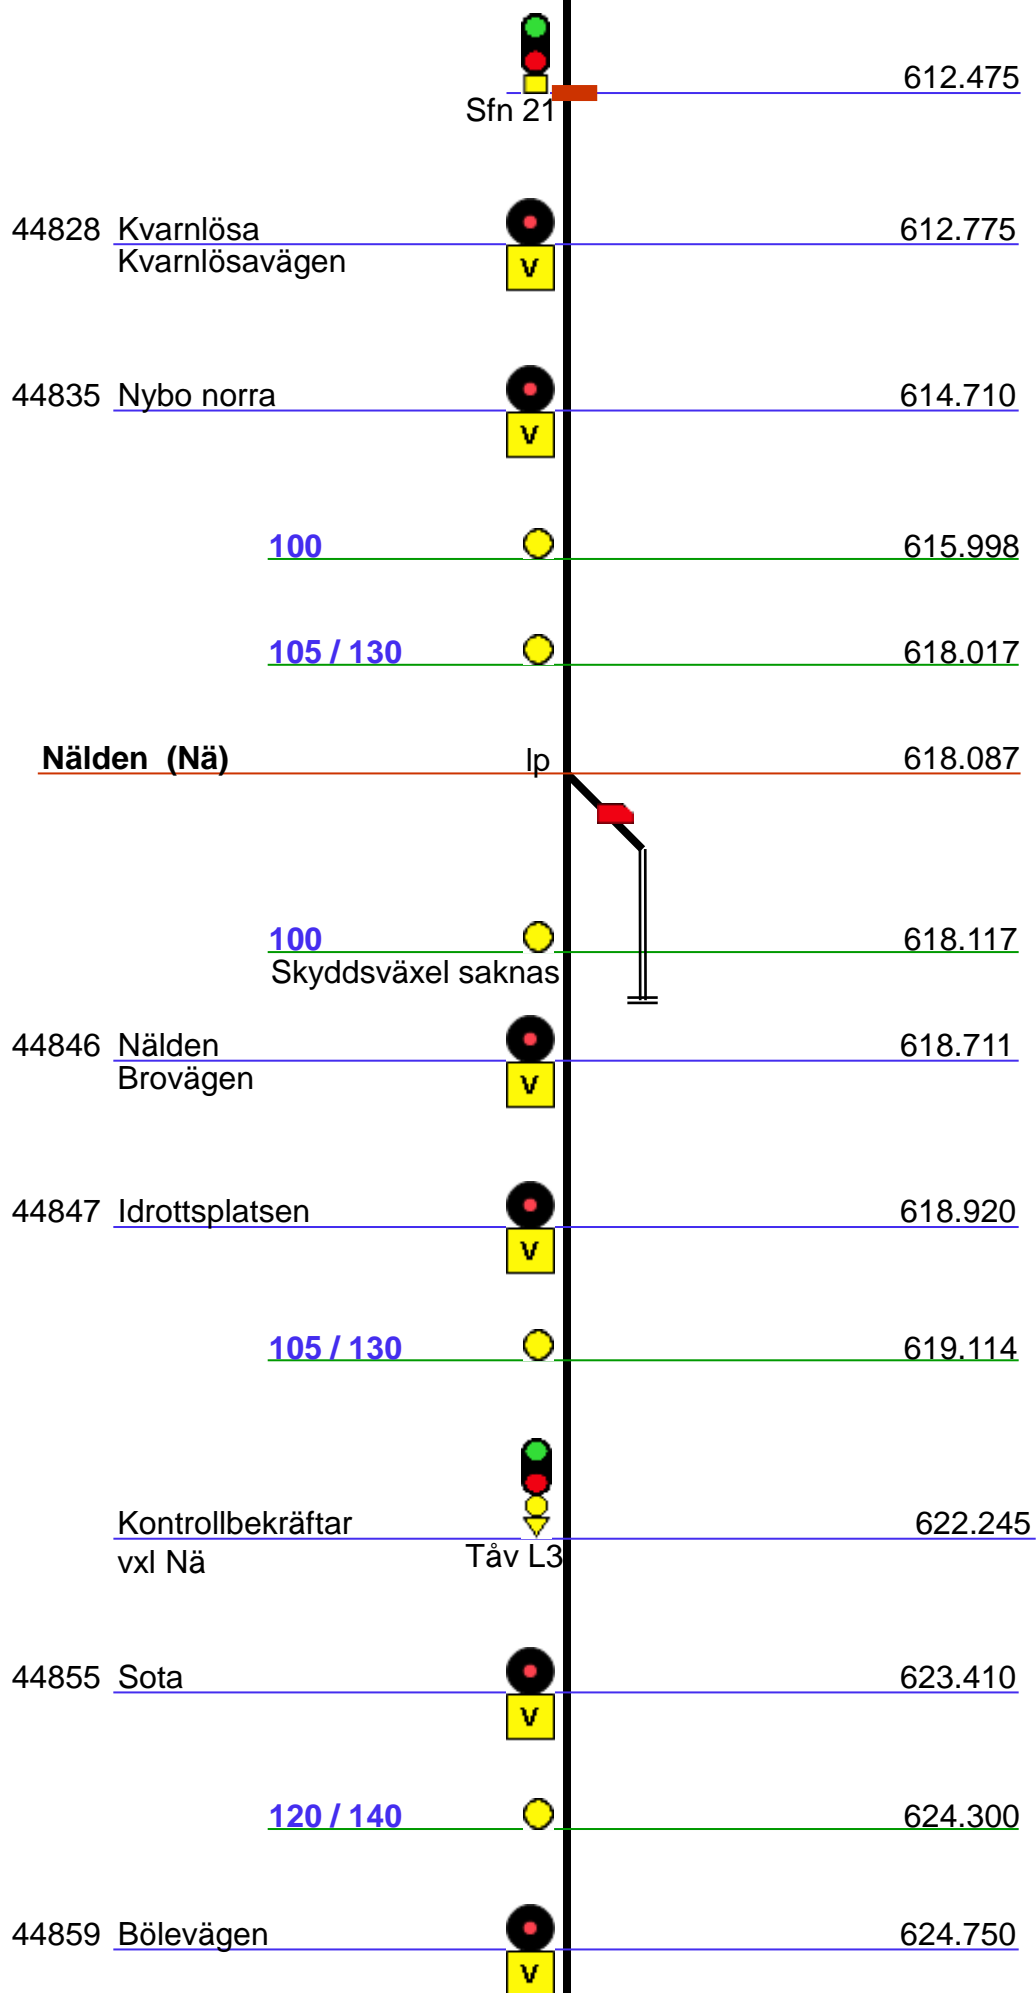 612.475
Sfn 21
44828 Kvarnlösa 612.775
Kvarnlösavägen
V
44835 Nybo norra 614.710
V
100 615.998
105 / 130 618.017
Nälden (Nä) lp 618.087
100 618.117
Skyddsväxel saknas
44846 Nälden 618.711
Brovägen
V
44847 Idrottsplatsen 618.920
V
105 / 130 619.114
Kontrollbekräftar 622.245
vxl Nä Tåv L3
44855 Sota 623.410
V
120 / 140 624.300
44859 Bölevägen 624.750
V